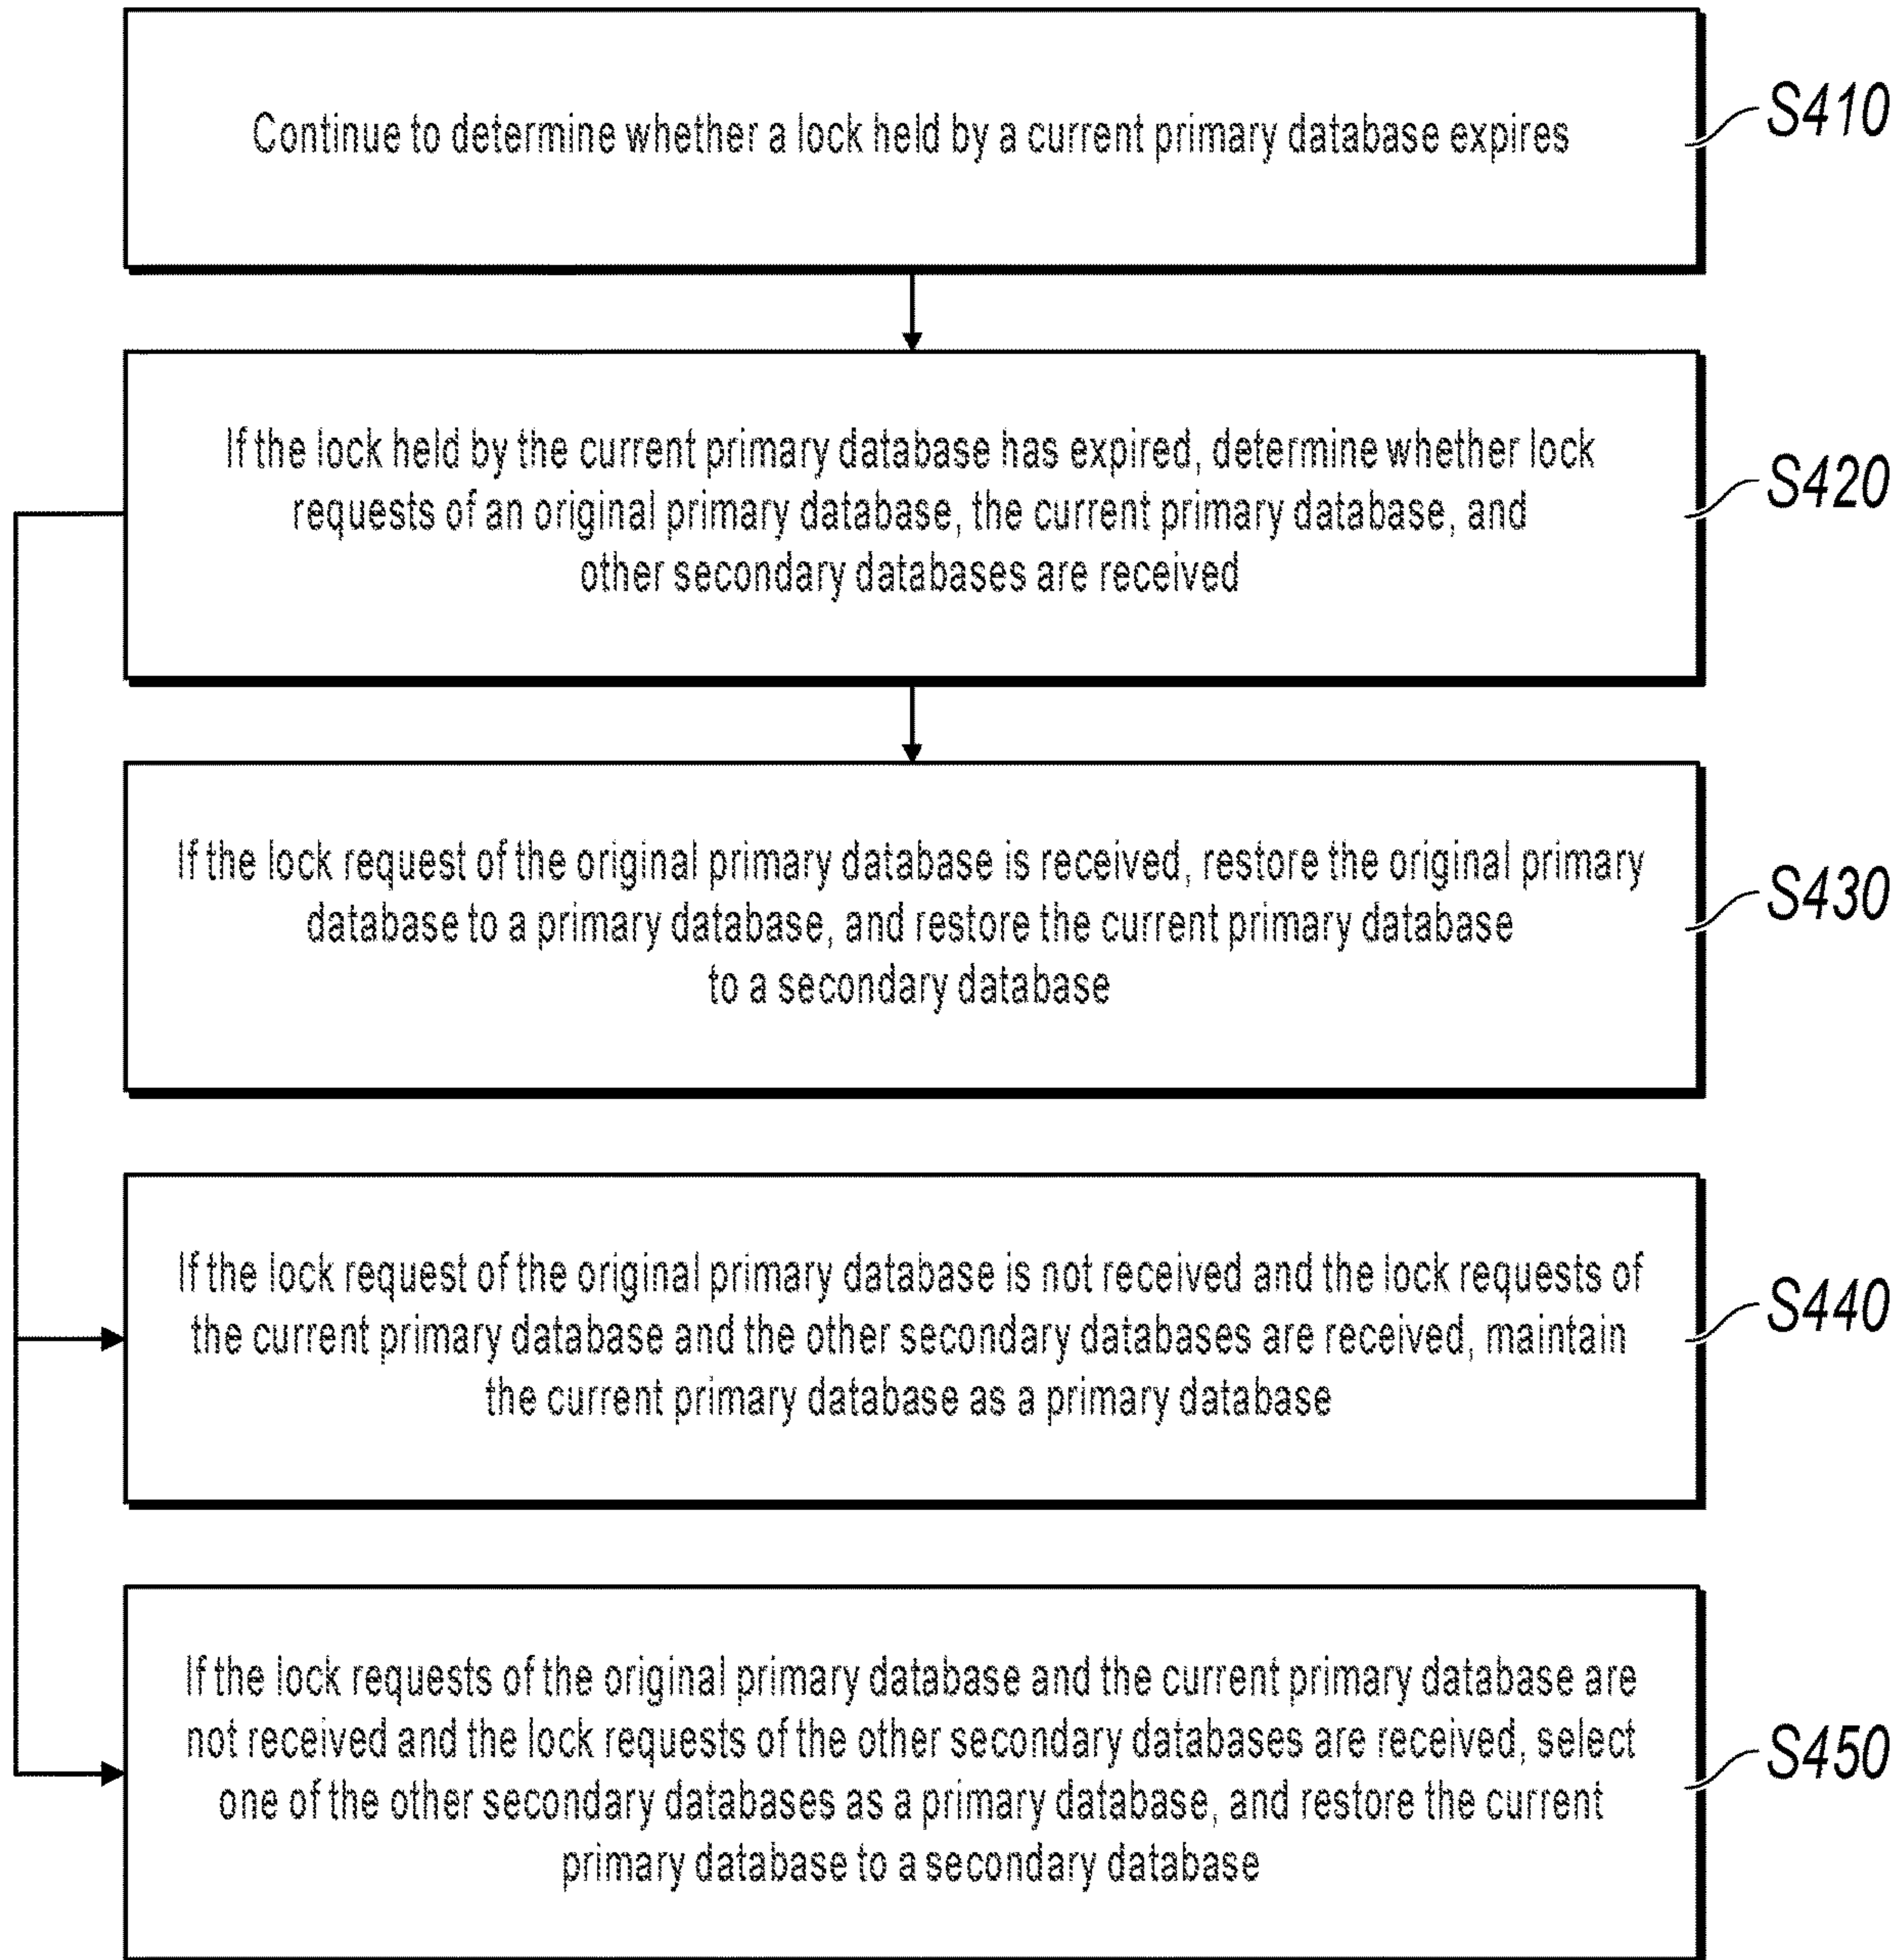 Continue to determine whether a lock held by a current primary database expires
S410
If the lock held by the current primary database has expired, determine whether lock
requests of an original primary database, the current primary database, and
other secondary databases are received
S420
If the lock request of the original primary database is received, restore the original primary
database to a primary database, and restore the current primary database
to a secondary database
S430
If the lock request of the original primary database is not received and the lock requests of
the current primary database and the other secondary databases are received, maintain
the current primary database as a primary database
S440
If the lock requests of the original primary database and the current primary database are
not received and the lock requests of the other secondary databases are received, select
one of the other secondary databases as a primary database, and restore the current
primary database to a secondary database
S450